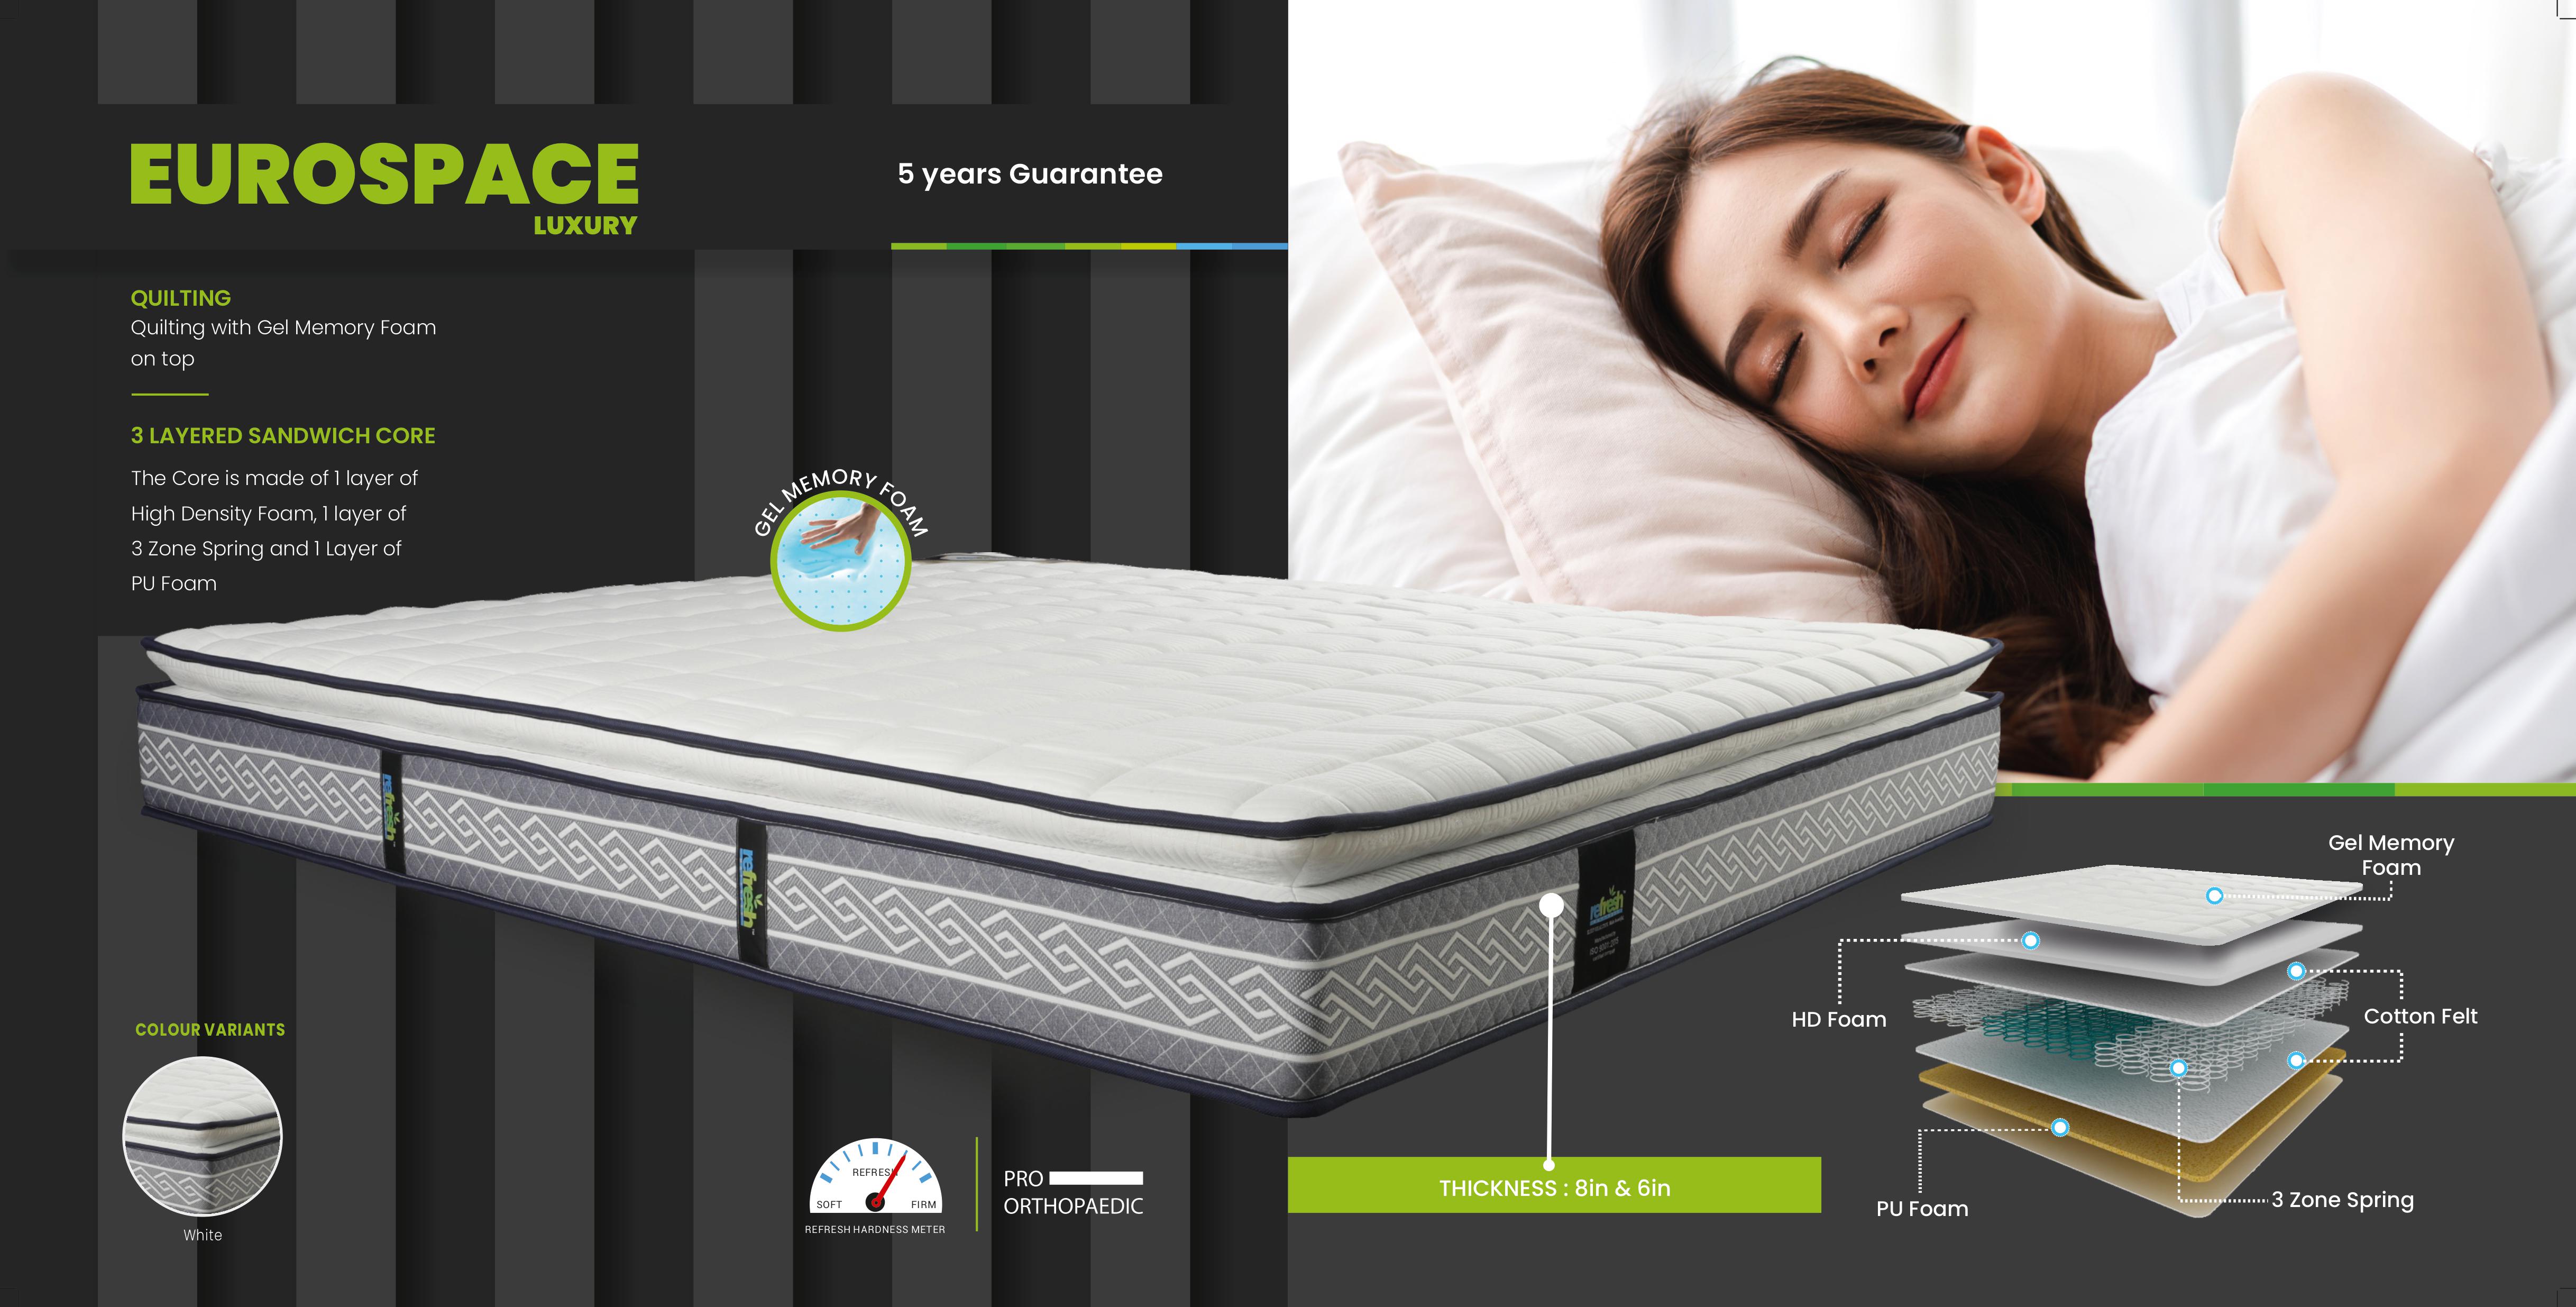 EUROSPACE
LUXURY
5 years Guarantee
QUILTING
Quilting with Gel Memory Foam
on top
3 LAYERED SANDWICH CORE
The Core is made of 1 layer of
High Density Foam, 1 layer of
3 Zone Spring and 1 Layer of
PU Foam
GEL MEMORY FOAM
refresh
refresh
refresh
Gel Memory
Foam
HD Foam
Cotton Felt
PU Foam
3 Zone Spring
COLOUR VARIANTS
White
REFRESH
SOFT
FIRM
REFRESH HARDNESS METER
PRO
ORTHOPAEDIC
THICKNESS : 8in & 6in